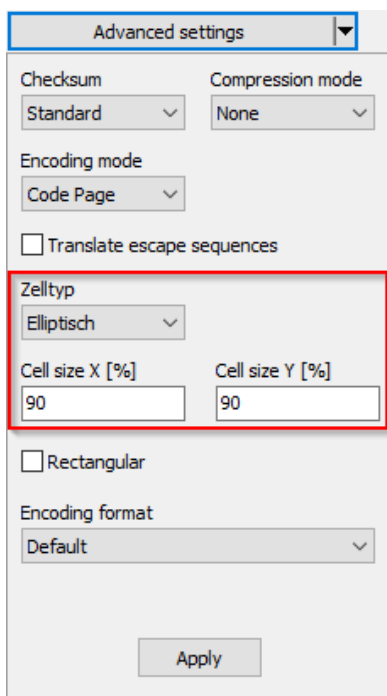 Advanced settings
Checksum Compression mode
Standard None
Encoding mode
Code Page
Translate escape sequences
Zelltyp
Elliptisch
Cell size X [%] Cell size Y [%]
90 90
Rectangular
Encoding format
Default
Apply